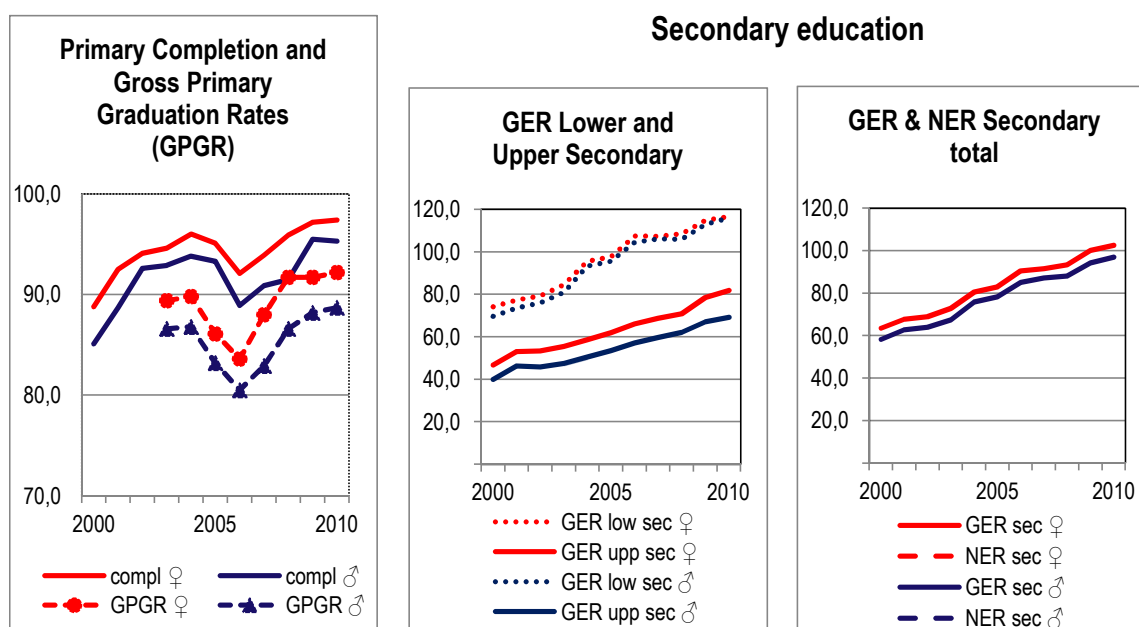 Secondary education
Primary Completion and
Gross Primary
Graduation Rates
(GPGR)
100,0
90,0
80,0
70,0
2000 2005 2010
compl ♀ compl ♂
GPGR ♀ GPGR ♂
GER Lower and
Upper Secondary
120,0
100,0
80,0
60,0
40,0
20,0
2000 2005 2010
GER low sec ♀
GER upp sec ♀
GER low sec ♂
GER upp sec ♂
GER & NER Secondary
total
120,0
100,0
80,0
60,0
40,0
20,0
2000 2005 2010
GER sec ♀
NER sec ♀
GER sec ♂
NER sec ♂